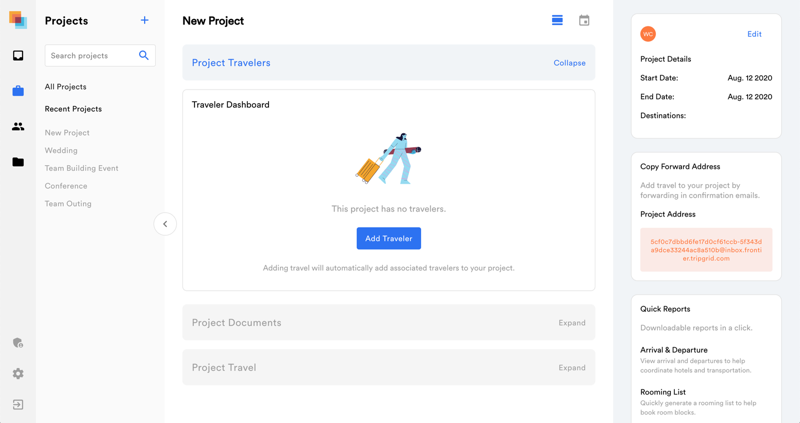 Projects
+
Search projects
All Projects
Recent Projects
New Project
Wedding
Team Building Event
Conference
Team Outing
New Project
Project Travelers
Collapse
Traveler Dashboard
This project has no travelers.
Add Traveler
Adding travel will automatically add associated travelers to your project.
Project Documents
Expand
Project Travel
Expand
WC
Edit
Project Details
Start Date: Aug. 12 2020
End Date: Aug. 12 2020
Destinations:
Copy Forward Address
Add travel to your project by
forwarding in confirmation emails.
Project Address
5cf0c7dbbd6fe17d0cf61ccb-5f343d
a9dce33244ac8a510b@inbox.fronti
er.tripgrid.com
Quick Reports
Downloadable reports in a click.
Arrival & Departure
View arrival and departures to help
coordinate hotels and transportation.
Rooming List
Quickly generate a rooming list to help
book room blocks.